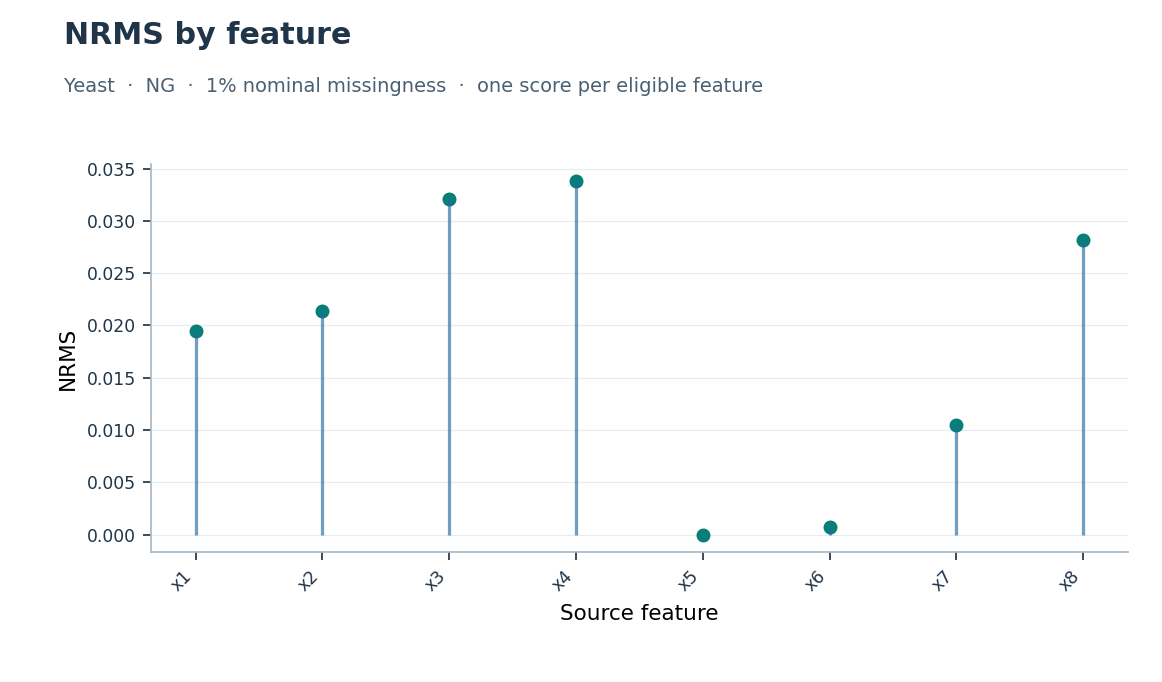 NRMS by feature
Yeast · NG · 1% nominal missingness · one score per eligible feature
0.035
0.030
0.025
0.020
0.015
0.010
0.005
0.000
NRMS
x1 x2 x3 x4 x5 x6 x7 x8
Source feature